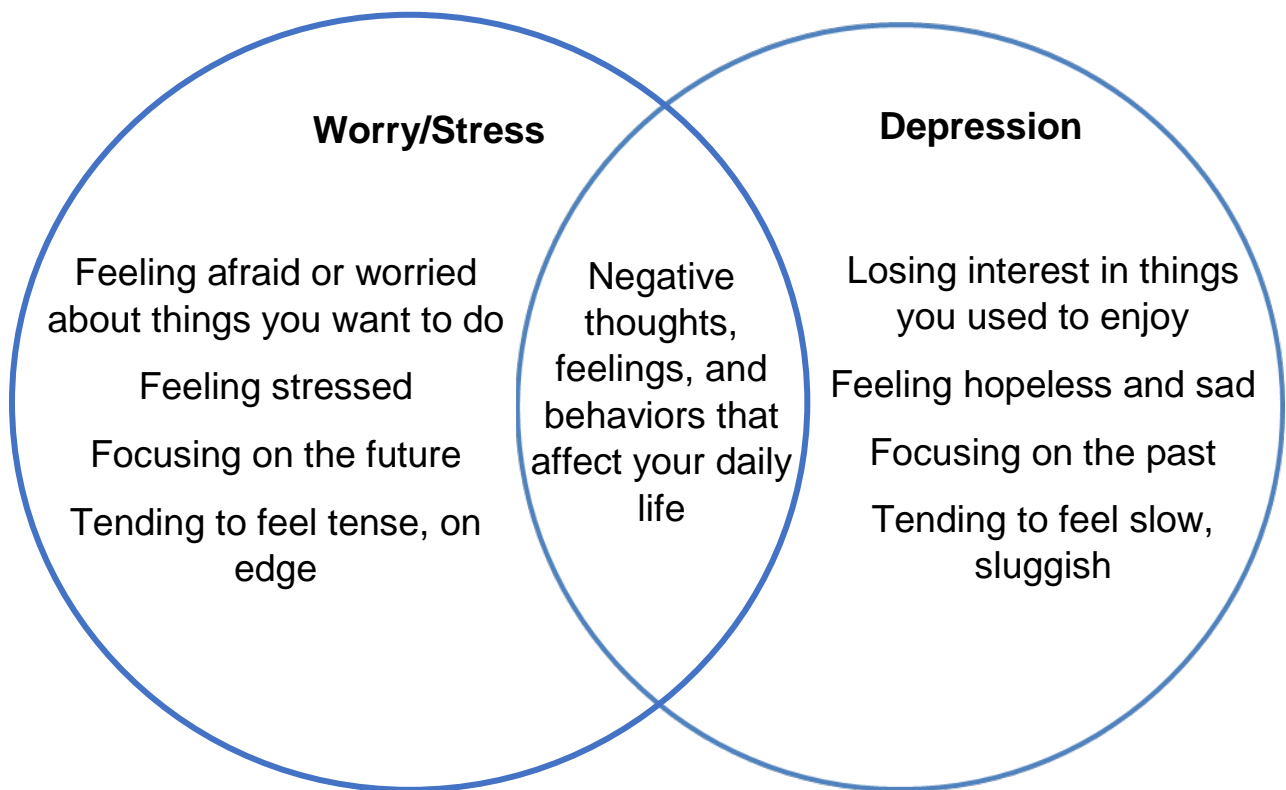 Worry/Stress
Feeling afraid or worried
about things you want to do
Feeling stressed
Focusing on the future
Tending to feel tense, on
edge
Negative
thoughts,
feelings, and
behaviors that
affect your daily
life
Depression
Losing interest in things
you used to enjoy
Feeling hopeless and sad
Focusing on the past
Tending to feel slow,
sluggish